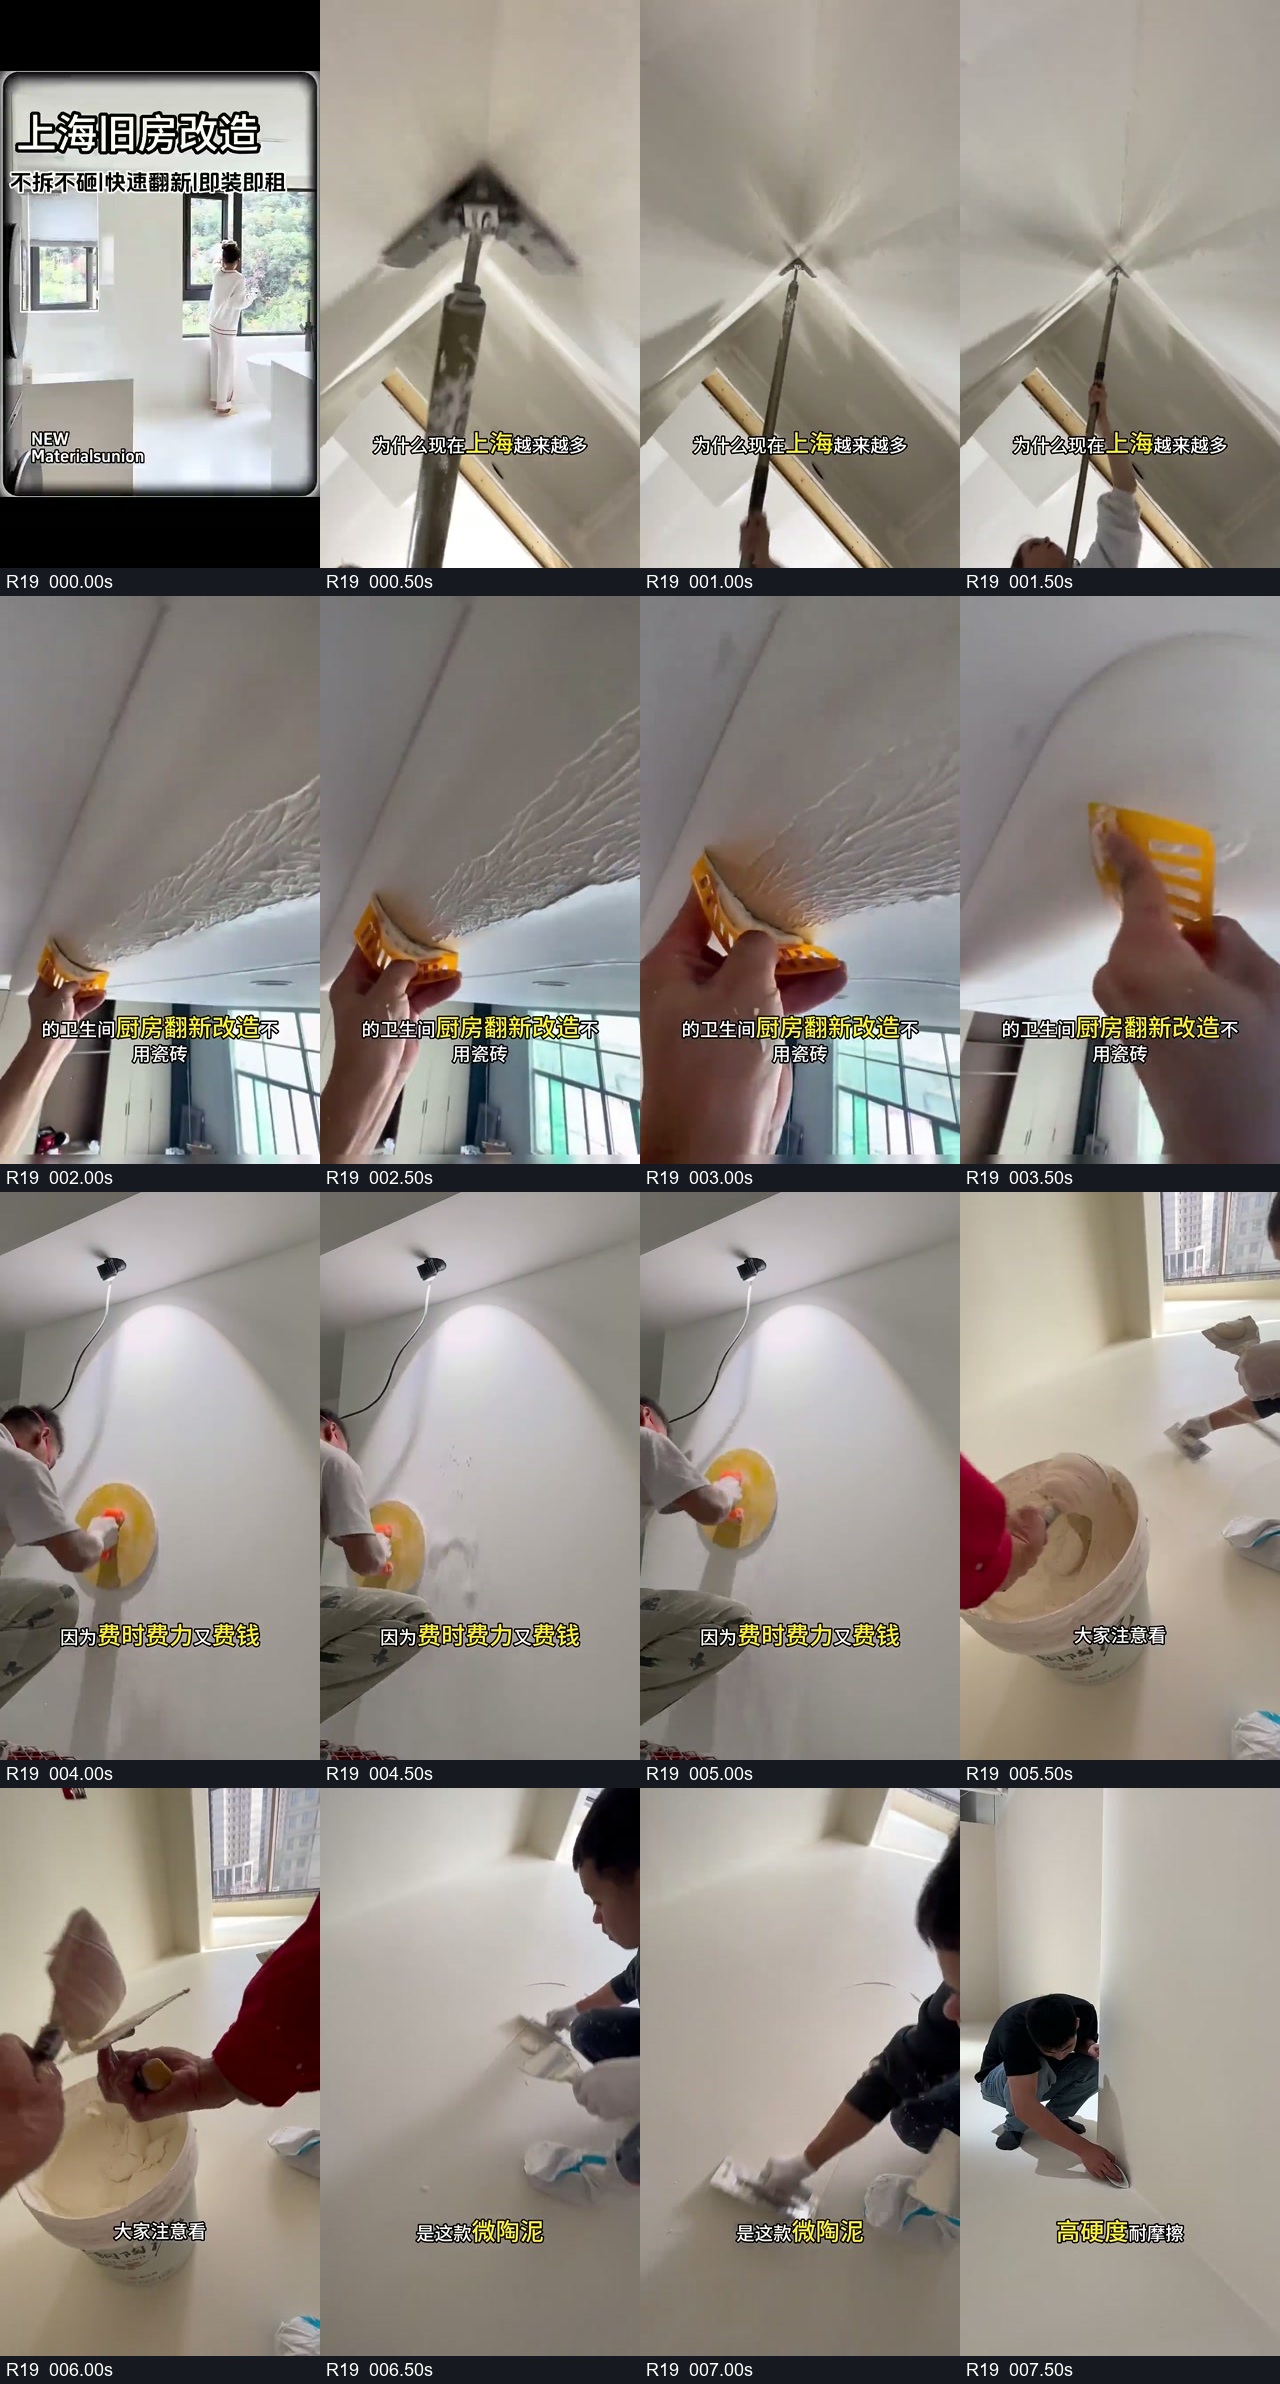 上海旧房改造
不拆不砸|快速翻新|即装即租
NEW
Materialsunion
R19 000.00s
为什么现在上海越来越多
R19 000.50s
为什么现在上海越来越多
R19 001.00s
为什么现在上海越来越多
R19 001.50s
的卫生间厨房翻新改造不
用瓷砖
R19 002.00s
的卫生间厨房翻新改造不
用瓷砖
R19 002.50s
的卫生间厨房翻新改造不
用瓷砖
R19 003.00s
的卫生间厨房翻新改造不
用瓷砖
R19 003.50s
因为费时费力又费钱
R19 004.00s
因为费时费力又费钱
R19 004.50s
因为费时费力又费钱
R19 005.00s
大家注意看
R19 005.50s
大家注意看
R19 006.00s
是这款微陶泥
R19 006.50s
是这款微陶泥
R19 007.00s
高硬度耐摩擦
R19 007.50s